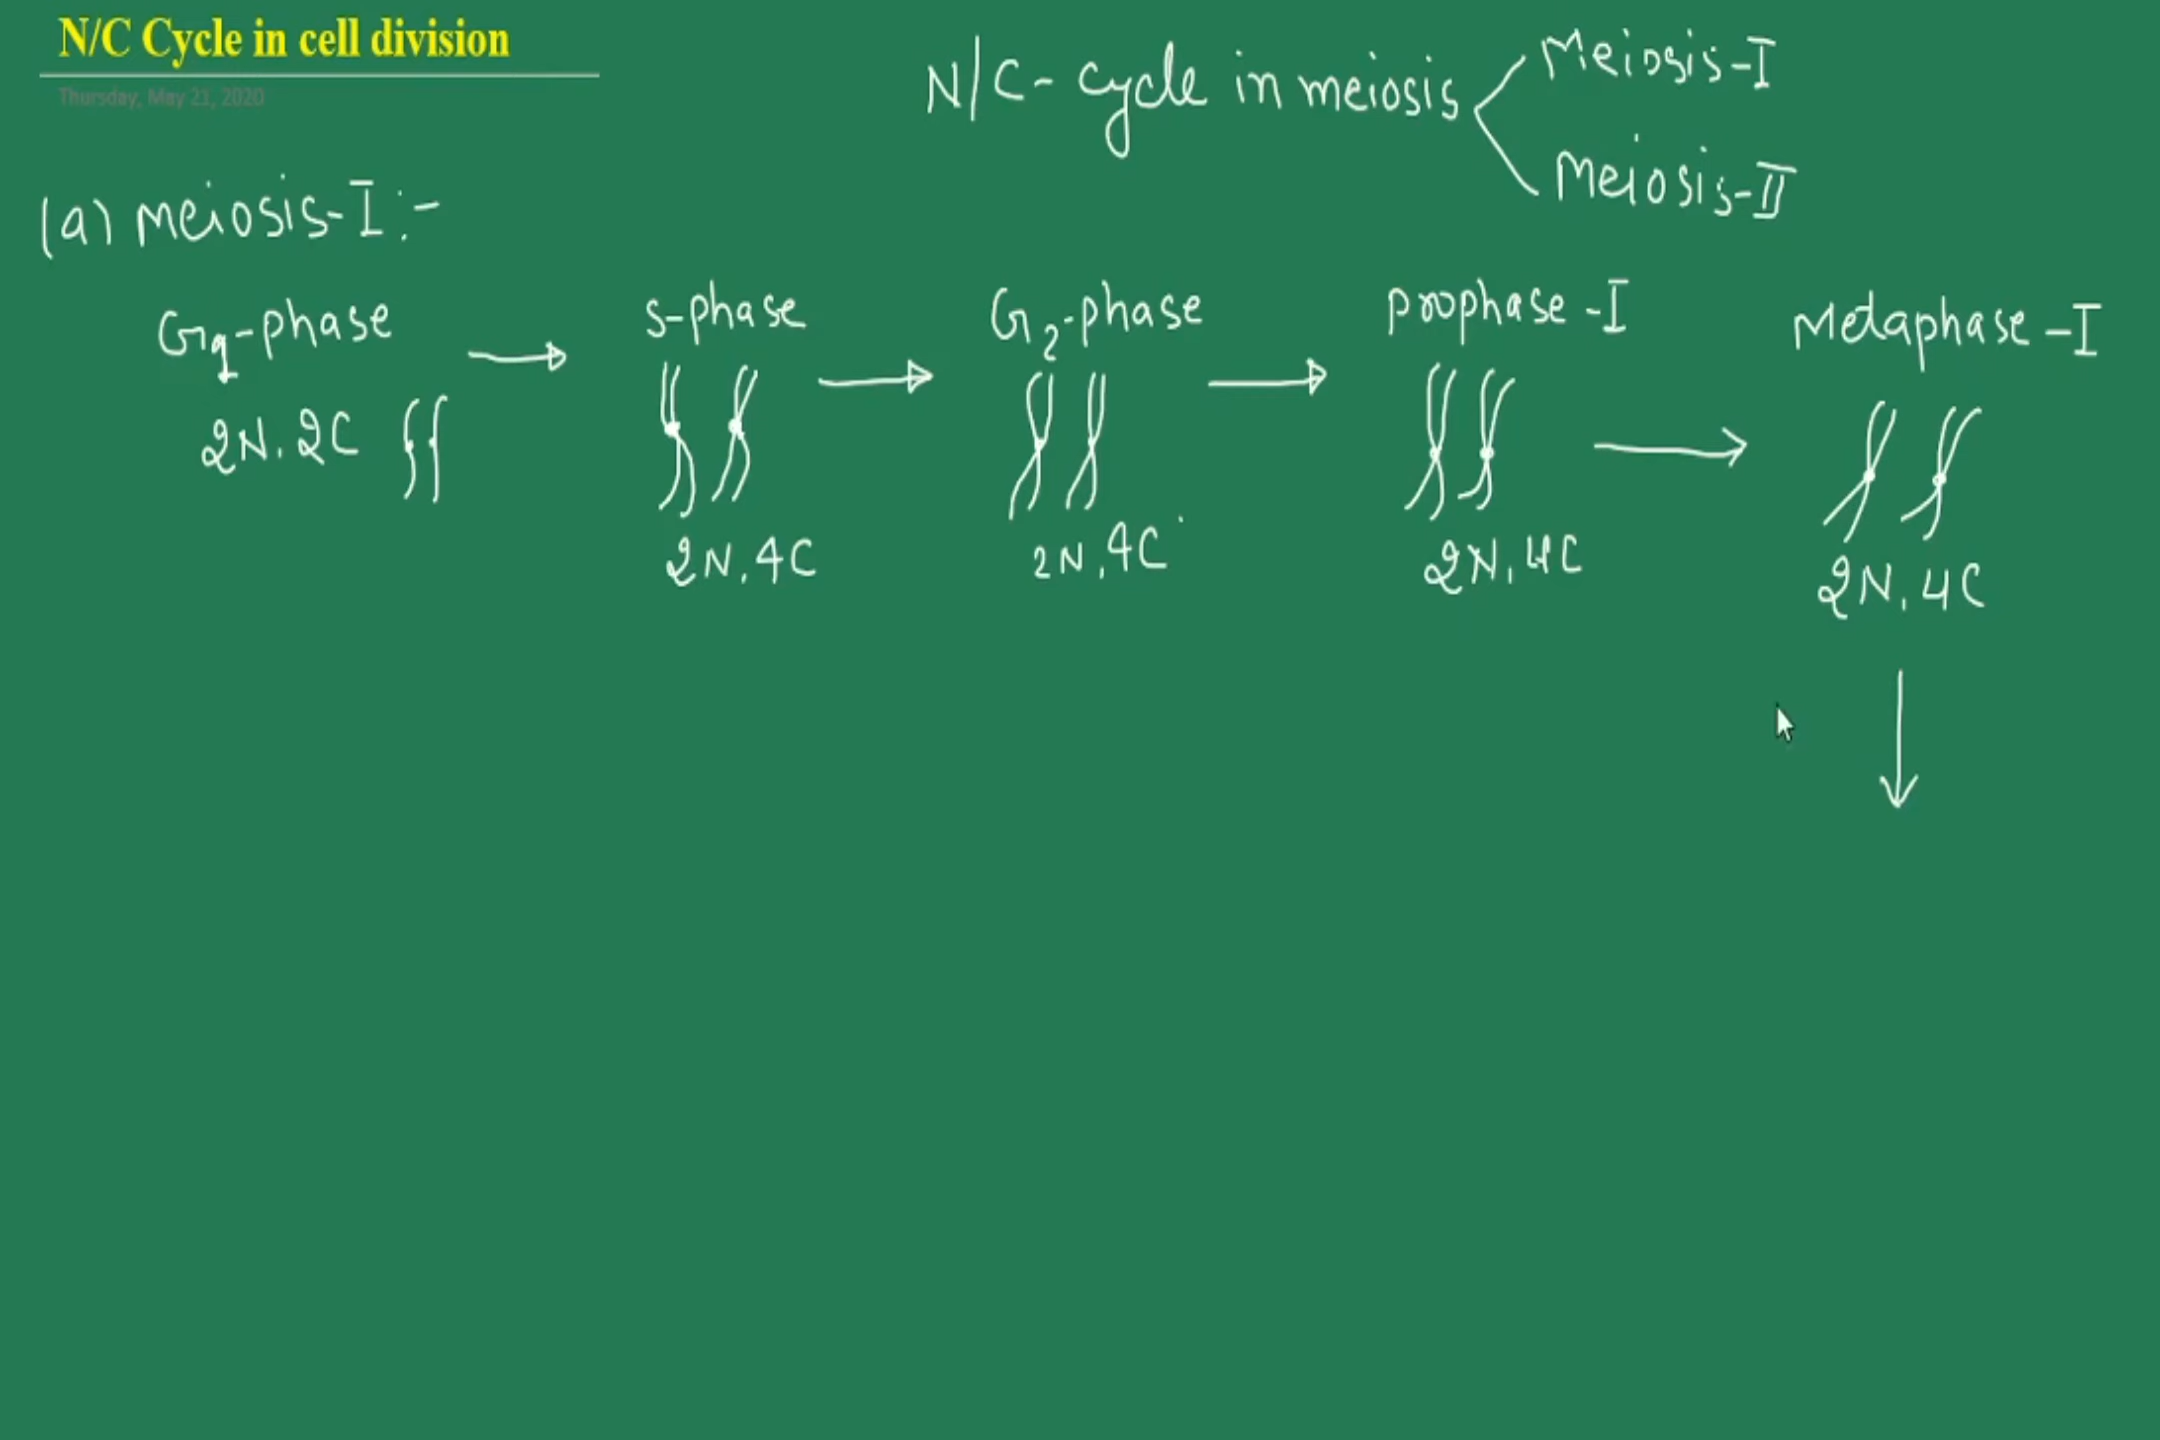 N/C Cycle in cell division
Thursday, May 21, 2020
N/C- cycle in meiosis
Meiosis-I
Meiosis-II
(a) Meiosis-I:-
G1-phase
S-phase
G2-phase
prophase-I
Metaphase-I
2N, 2C
2N, 4C
2N, 4C
2N, 4C
2N, 4C